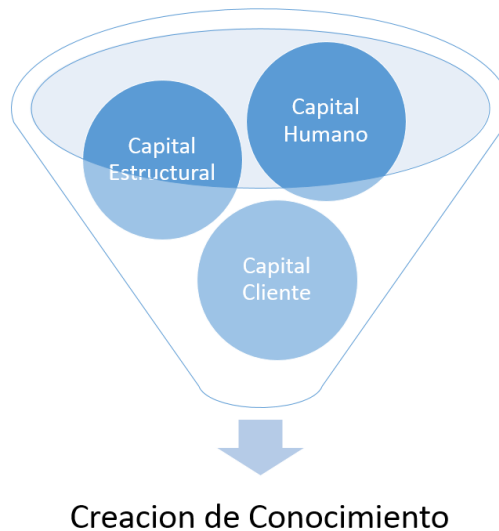 Capital
Humano
Capital
Estructural
Capital
Cliente
Creacion de Conocimiento